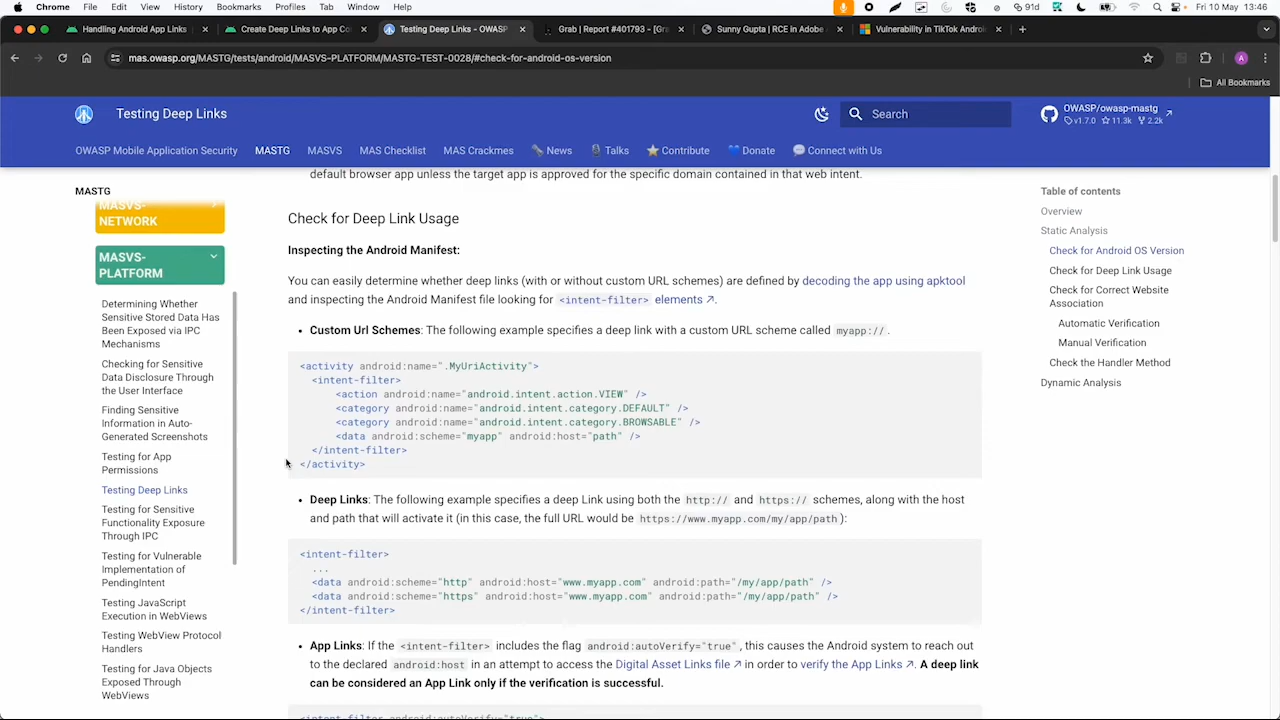 Chrome File Edit View History Bookmarks Profiles Tab Window Help 91d Fri 10 May 13:46
Handling Android App Links Create Deep Links to App Co Testing Deep Links - OWASP Grab | Report #401793 - [Gra Sunny Gupta | RCE in Adobe Vulnerability in TikTok Androi
mas.owasp.org/MASTG/tests/android/MASVS-PLATFORM/MASTG-TEST-0028/#check-for-android-os-version A
All Bookmarks
Testing Deep Links Search OWASP/owasp-mastg
v1.7.0 11.3k 2.2k
OWASP Mobile Application Security MASTG MASVS MAS Checklist MAS Crackmes News Talks Contribute Donate Connect with Us
MASTG
MASVS-
NETWORK
MASVS-
PLATFORM
Determining Whether
Sensitive Stored Data Has
Been Exposed via IPC
Mechanisms
Checking for Sensitive
Data Disclosure Through
the User Interface
Finding Sensitive
Information in Auto-
Generated Screenshots
Testing for App
Permissions
Testing Deep Links
Testing for Sensitive
Functionality Exposure
Through IPC
Testing for Vulnerable
Implementation of
PendingIntent
Testing JavaScript
Execution in WebViews
Testing WebView Protocol
Handlers
Testing for Java Objects
Exposed Through
WebViews
default browser app unless the target app is approved for the specific domain contained in that web intent.
Check for Deep Link Usage
Inspecting the Android Manifest:
You can easily determine whether deep links (with or without custom URL schemes) are defined by decoding the app using apktool
and inspecting the Android Manifest file looking for <intent-filter> elements.
• Custom Url Schemes: The following example specifies a deep link with a custom URL scheme called myapp://.
<activity android:name=".MyUriActivity">
<intent-filter>
<action android:name="android.intent.action.VIEW" />
<category android:name="android.intent.category.DEFAULT" />
<category android:name="android.intent.category.BROWSABLE" />
<data android:scheme="myapp" android:host="path" />
</intent-filter>
</activity>
• Deep Links: The following example specifies a deep Link using both the http:// and https:// schemes, along with the host
and path that will activate it (in this case, the full URL would be https://www.myapp.com/my/app/path):
<intent-filter>
...
<data android:scheme="http" android:host="www.myapp.com" android:path="/my/app/path" />
<data android:scheme="https" android:host="www.myapp.com" android:path="/my/app/path" />
</intent-filter>
• App Links: If the <intent-filter> includes the flag android:autoVerify="true", this causes the Android system to reach out
to the declared android:host in an attempt to access the Digital Asset Links file in order to verify the App Links. A deep link
can be considered an App Link only if the verification is successful.
<intent-filter android:autoVerify="true">
Table of contents
Overview
Static Analysis
Check for Android OS Version
Check for Deep Link Usage
Check for Correct Website
Association
Automatic Verification
Manual Verification
Check the Handler Method
Dynamic Analysis